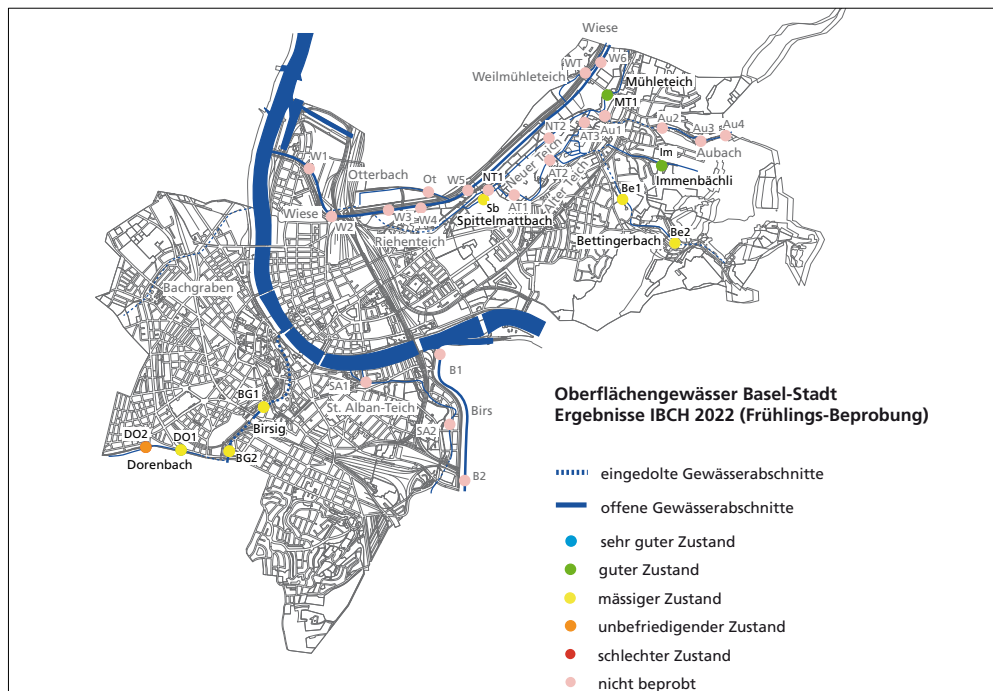 Wiese
WT
W6
Weilmühleteich
Mühleteich
MT1
NT2
AT3
Au1
Au2
Au3
Au4
Aubach
W1
Otterbach
Ot
W5
NT1
Neuer Teich
AT2
Im
Immenbächli
Wiese
W2
W3
W4
Sb
AT1
Alter Teich
Be1
Spittelmattbach
Riehenteich
Bettingerbach
Be2
Bachgraben
B1
SA1
St. Alban-Teich
Birs
SA2
B2
BG1
Birsig
DO2
DO1
BG2
Dorenbach
Oberflächengewässer Basel-Stadt
Ergebnisse IBCH 2022 (Frühlings-Beprobung)
eingedolte Gewässerabschnitte
offene Gewässerabschnitte
sehr guter Zustand
guter Zustand
mässiger Zustand
unbefriedigender Zustand
schlechter Zustand
nicht beprobt